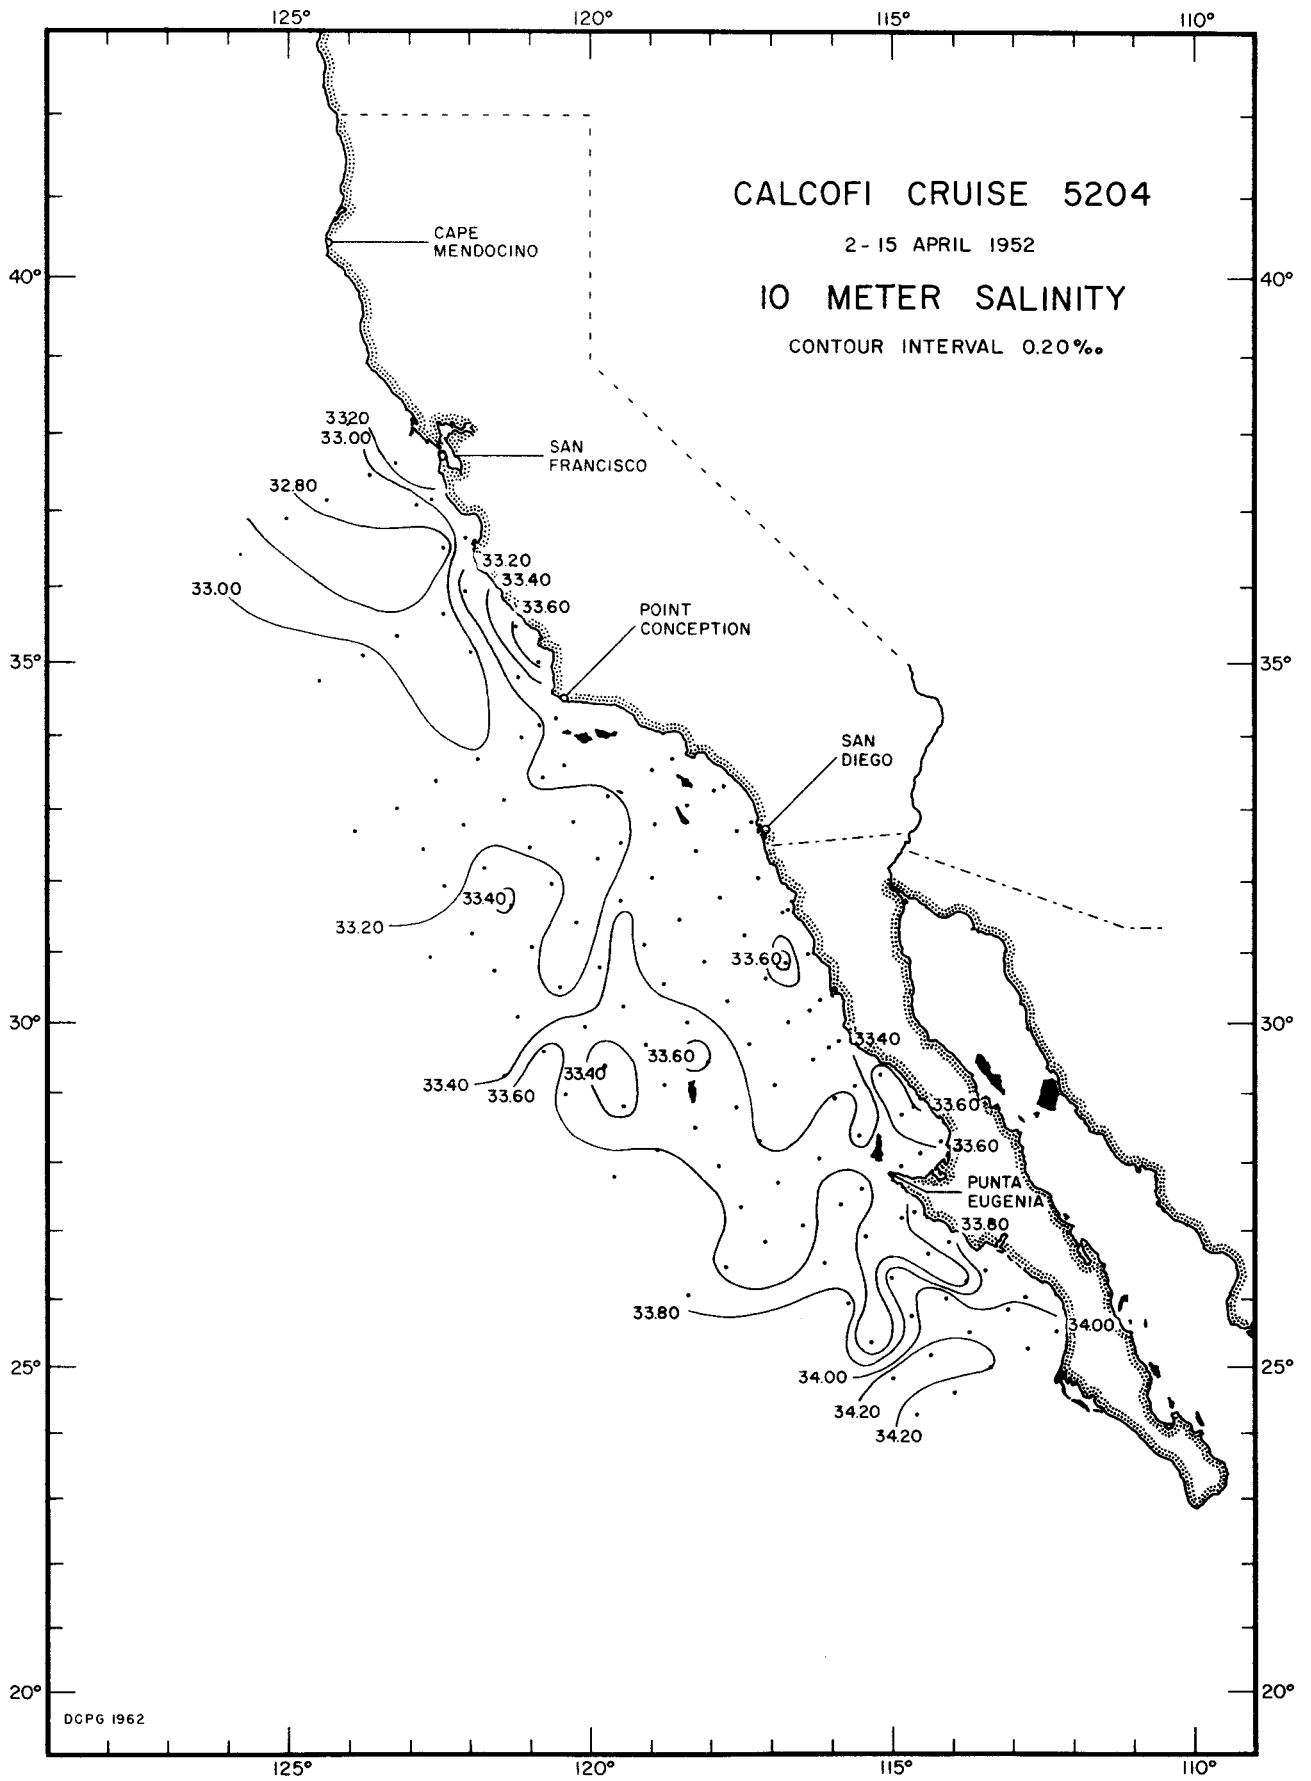 125° 120° 115° 110°
CALCOFI CRUISE 5204
2-15 APRIL 1952
CAPE
MENDOCINO
40° 40°
10 METER SALINITY
CONTOUR INTERVAL 0.20‰
33.20
33.00
SAN
FRANCISCO
32.80
33.20
33.40
33.00
33.60
POINT
CONCEPTION
35° 35°
SAN
DIEGO
33.40
33.20
33.60
30° 30°
33.40
33.60
33.40
33.40
33.60
33.60
33.60
PUNTA
EUGENIA
33.80
33.80
34.00
25° 25°
34.00
34.20
34.20
20° 20°
DCPG 1962
125° 120° 115° 110°